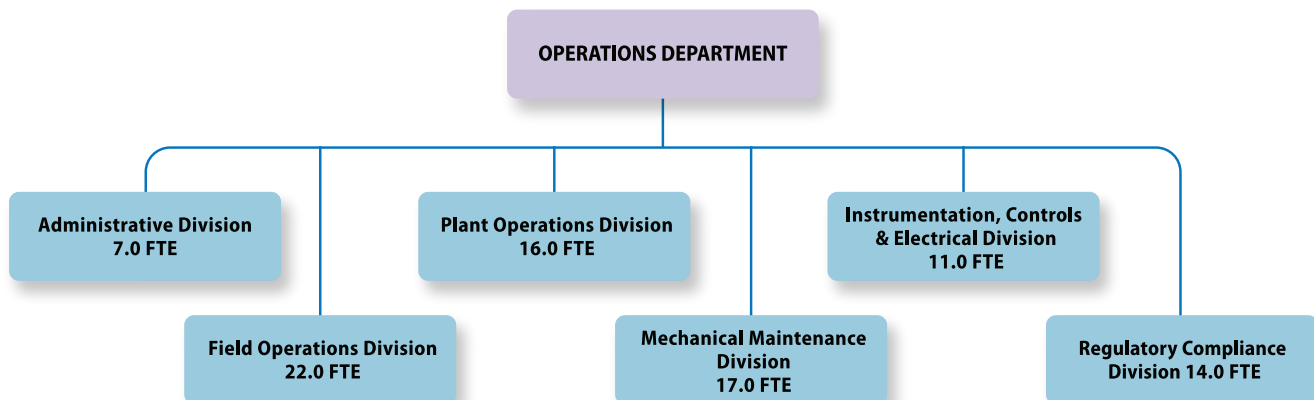 OPERATIONS DEPARTMENT
Administrative Division
7.0 FTE
Plant Operations Division
16.0 FTE
Instrumentation, Controls
& Electrical Division
11.0 FTE
Field Operations Division
22.0 FTE
Mechanical Maintenance
Division
17.0 FTE
Regulatory Compliance
Division 14.0 FTE